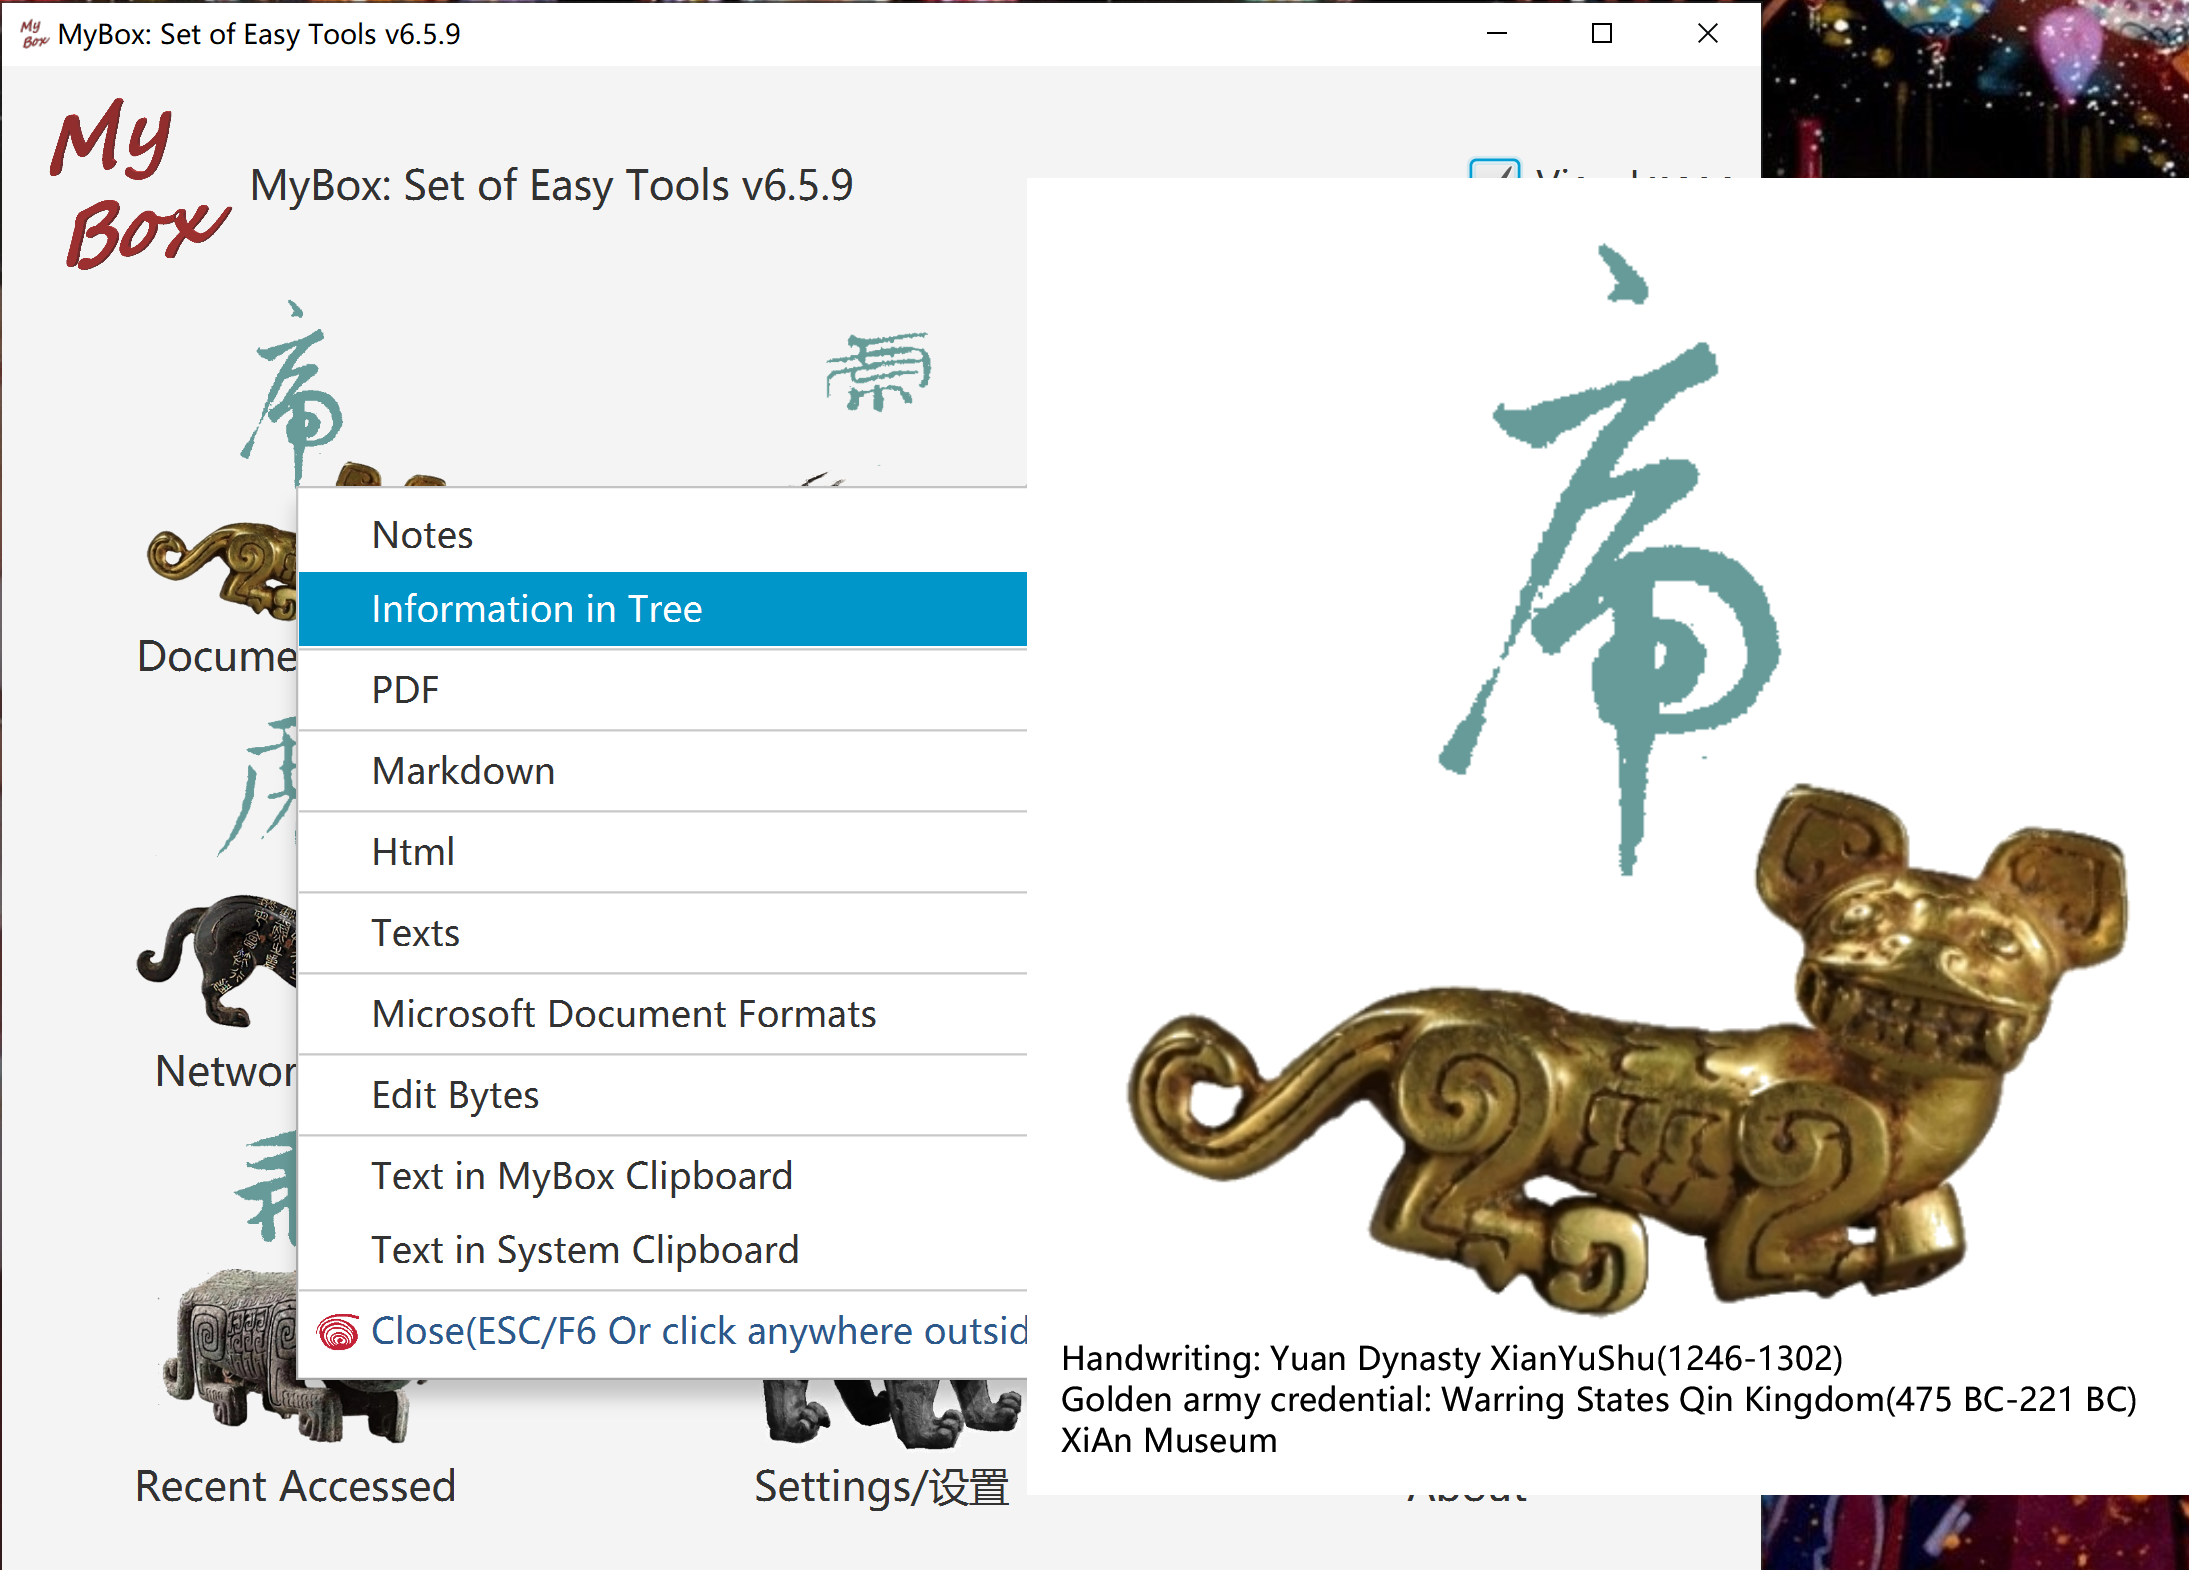 MyBox: Set of Easy Tools v6.5.9
My
Box
MyBox: Set of Easy Tools v6.5.9
View Image
Notes
Information in Tree
PDF
Markdown
Html
Texts
Microsoft Document Formats
Edit Bytes
Text in MyBox Clipboard
Text in System Clipboard
Close(ESC/F6 Or click anywhere outsid
Docume
Networ
Recent Accessed
Settings/设置
About
Handwriting: Yuan Dynasty XianYuShu(1246-1302)
Golden army credential: Warring States Qin Kingdom(475 BC-221 BC)
XiAn Museum